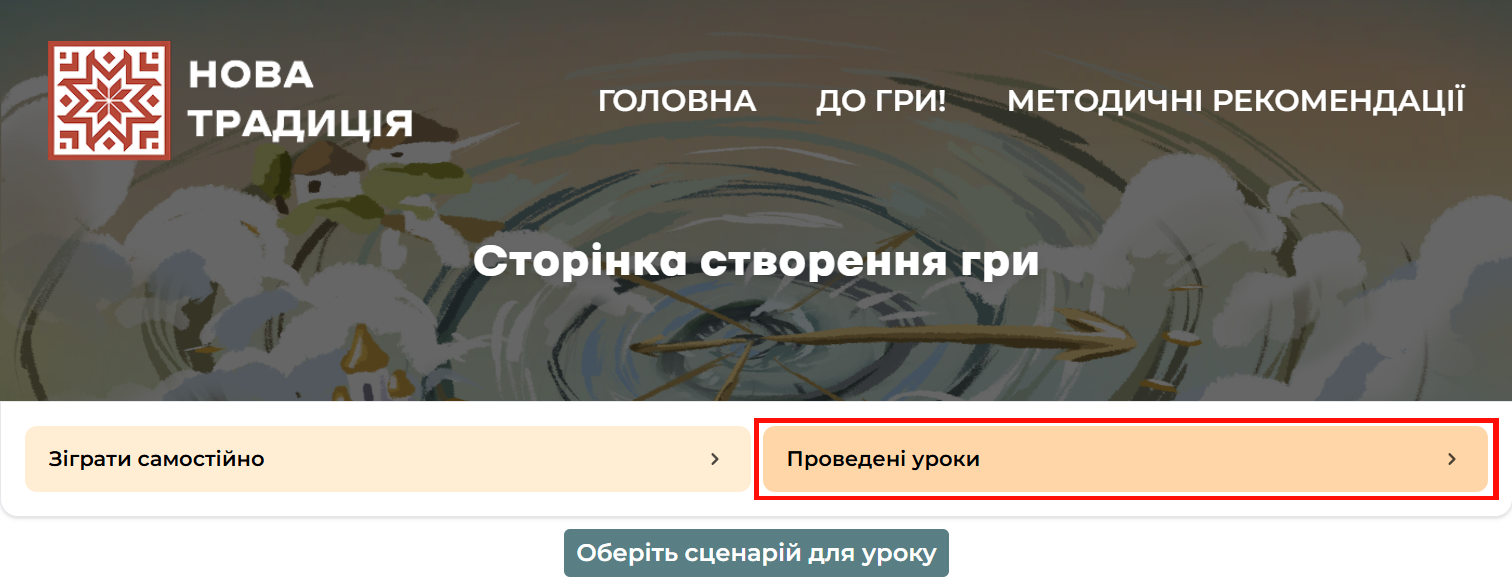 НОВА
ТРАДИЦІЯ
ГОЛОВНА
ДО ГРИ!
МЕТОДИЧНІ РЕКОМЕНДАЦІЇ
Сторінка створення гри
Зіграти самостійно
Проведені уроки
Оберіть сценарій для уроку